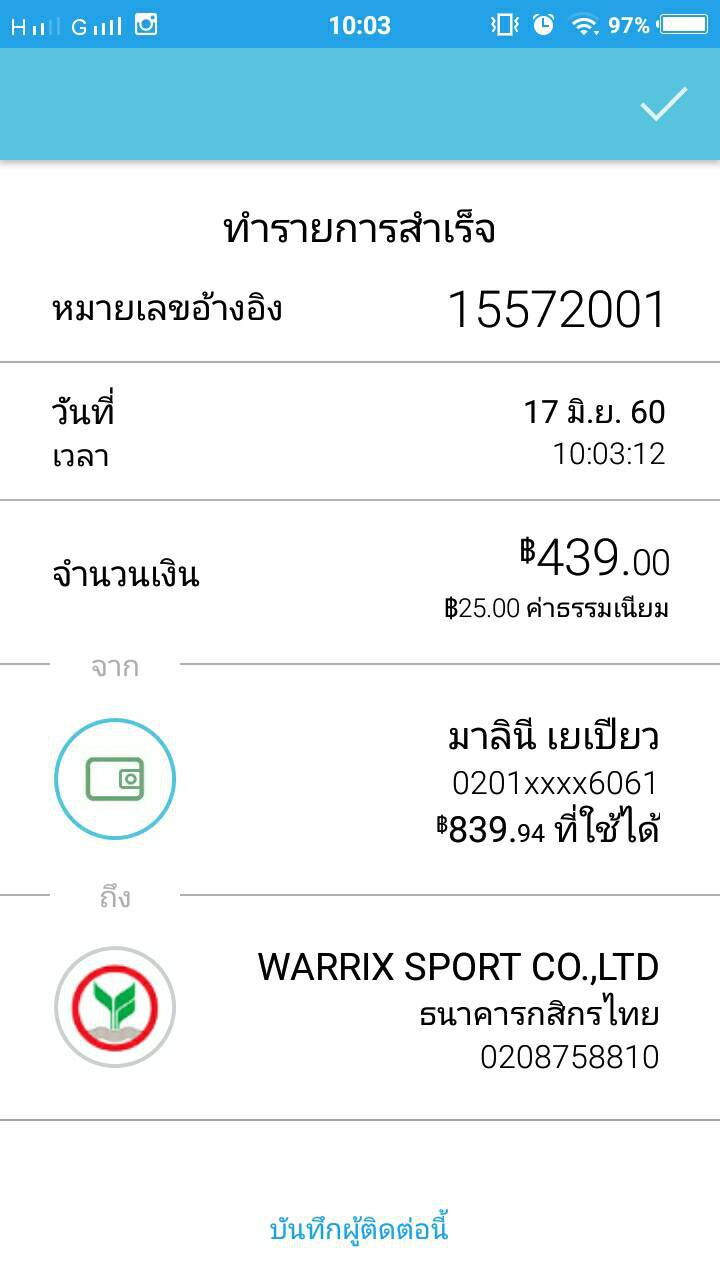 H G 10:03 97%
ทำรายการสำเร็จ
หมายเลขอ้างอิง 15572001
วันที่ 17 มิ.ย. 60
เวลา 10:03:12
จำนวนเงิน ฿439.00
฿25.00 ค่าธรรมเนียม
จาก
มาลินี เยเปียว
0201xxxx6061
฿839.94 ที่ใช้ได้
ถึง
WARRIX SPORT CO.,LTD
ธนาคารกสิกรไทย
0208758810
บันทึกผู้ติดต่อนี้